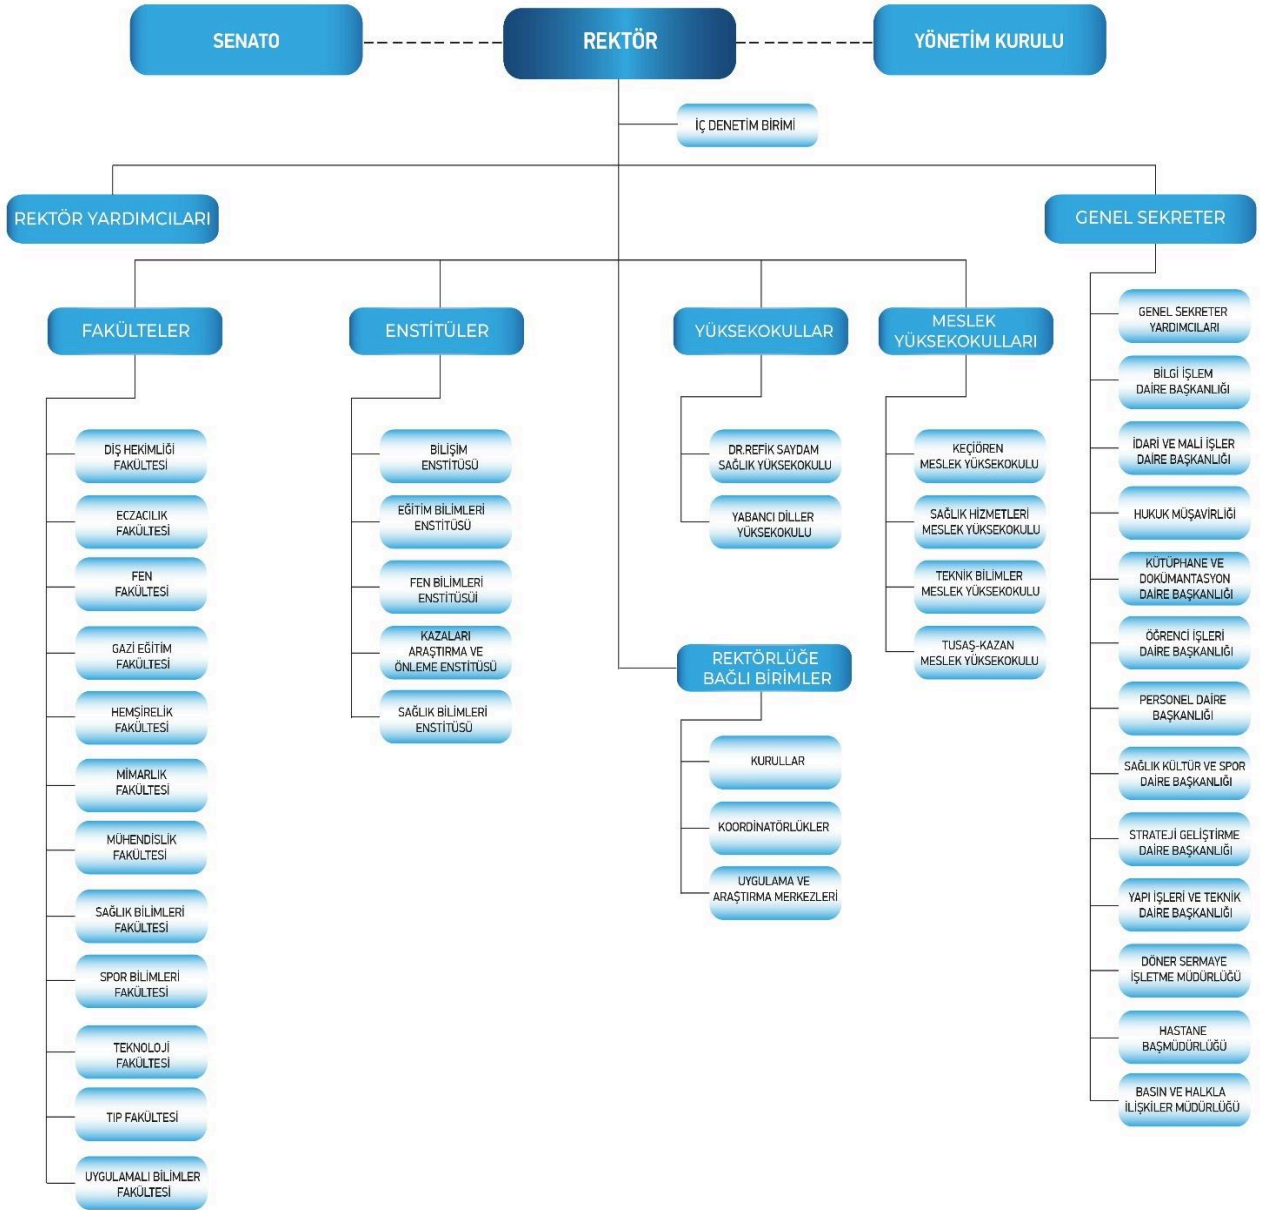 SENATO
REKTÖR
YÖNETİM KURULU
İÇ DENETİM BİRİMİ
REKTÖR YARDIMCILARI
GENEL SEKRETER
FAKÜLTELER
DİŞ HEKİMLİĞİ
FAKÜLTESİ
ECZACILIK
FAKÜLTESİ
FEN
FAKÜLTESİ
GAZİ EĞİTİM
FAKÜLTESİ
HEMŞİRELİK
FAKÜLTESİ
MİMARLIK
FAKÜLTESİ
MÜHENDİSLİK
FAKÜLTESİ
SAĞLIK BİLİMLERİ
FAKÜLTESİ
SPOR BİLİMLERİ
FAKÜLTESİ
TEKNOLOJİ
FAKÜLTESİ
TIP FAKÜLTESİ
UYGULAMALI BİLİMLER
FAKÜLTESİ
ENSTİTÜLER
BİLİŞİM
ENSTİTÜSÜ
EĞİTİM BİLİMLERİ
ENSTİTÜSÜ
FEN BİLİMLERİ
ENSTİTÜSÜİ
KAZALARI
ARAŞTIRMA VE
ÖNLEME ENSTİTÜSÜ
SAĞLIK BİLİMLERİ
ENSTİTÜSÜ
YÜKSEKOKULLAR
DR.REFİK SAYDAM
SAĞLIK YÜKSEKOKULU
YABANCI DİLLER
YÜKSEKOKULU
REKTÖRLÜĞE
BAĞLI BİRİMLER
KURULLAR
KOORDİNATÖRLÜKLER
UYGULAMA VE
ARAŞTIRMA MERKEZLERİ
MESLEK
YÜKSEKOKULLARI
KEÇİÖREN
MESLEK YÜKSEKOKULU
SAĞLIK HİZMETLERİ
MESLEK YÜKSEKOKULU
TEKNİK BİLİMLER
MESLEK YÜKSEKOKULU
TUSAŞ-KAZAN
MESLEK YÜKSEKOKULU
GENEL SEKRETER
YARDIMCILARI
BİLGİ İŞLEM
DAİRE BAŞKANLIĞI
İDARİ VE MALİ İŞLER
DAİRE BAŞKANLIĞI
HUKUK MÜŞAVİRLİĞİ
KÜTÜPHANE VE
DOKÜMANTASYON
DAİRE BAŞKANLIĞI
ÖĞRENCİ İŞLERİ
DAİRE BAŞKANLIĞI
PERSONEL DAİRE
BAŞKANLIĞI
SAĞLIK KÜLTÜR VE SPOR
DAİRE BAŞKANLIĞI
STRATEJİ GELİŞTİRME
DAİRE BAŞKANLIĞI
YAPI İŞLERİ VE TEKNİK
DAİRE BAŞKANLIĞI
DÖNER SERMAYE
İŞLETME MÜDÜRLÜĞÜ
HASTANE
BAŞMÜDÜRLÜĞÜ
BASIN VE HALKLA
İLİŞKİLER MÜDÜRLÜĞÜ